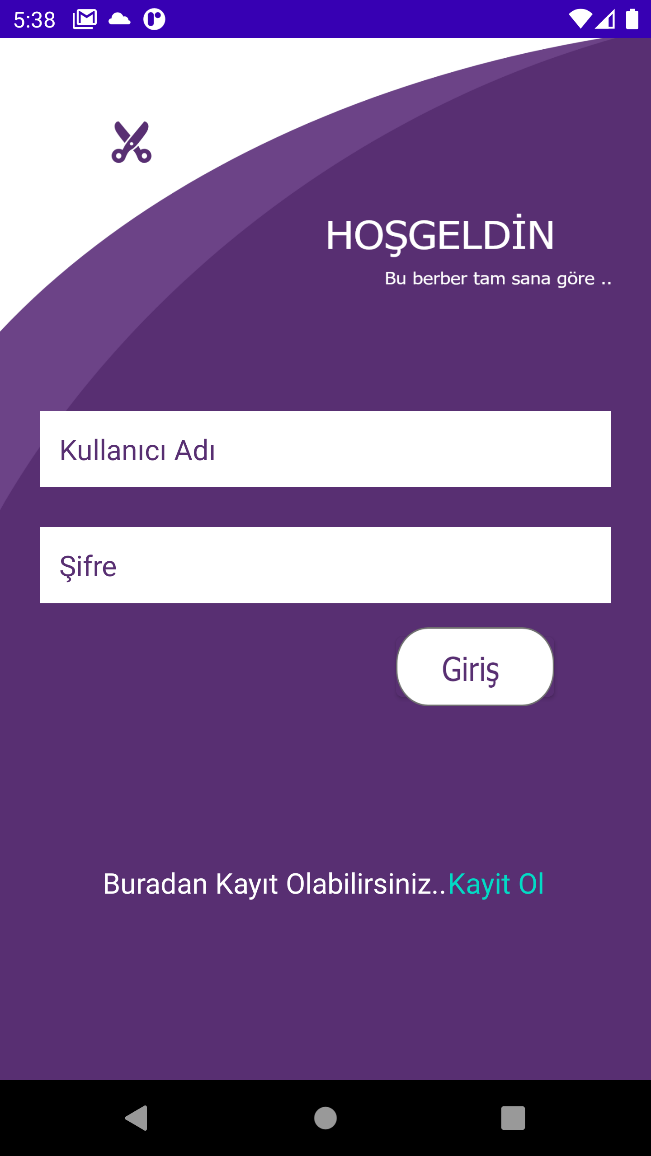 5:38
HOŞGELDİN
Bu berber tam sana göre ..
Kullanıcı Adı
Şifre
Giriş
Buradan Kayıt Olabilirsiniz..Kayit Ol